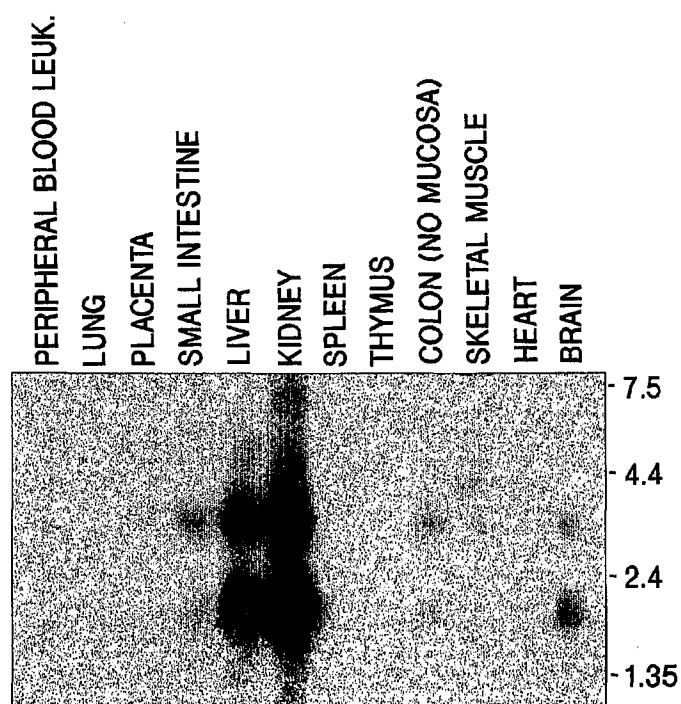 PERIPHERAL BLOOD LEUK.
LUNG
PLACENTA
SMALL INTESTINE
LIVER
KIDNEY
SPLEEN
THYMUS
COLON (NO MUCOSA)
SKELETAL MUSCLE
HEART
BRAIN
- 7.5
- 4.4
- 2.4
- 1.35